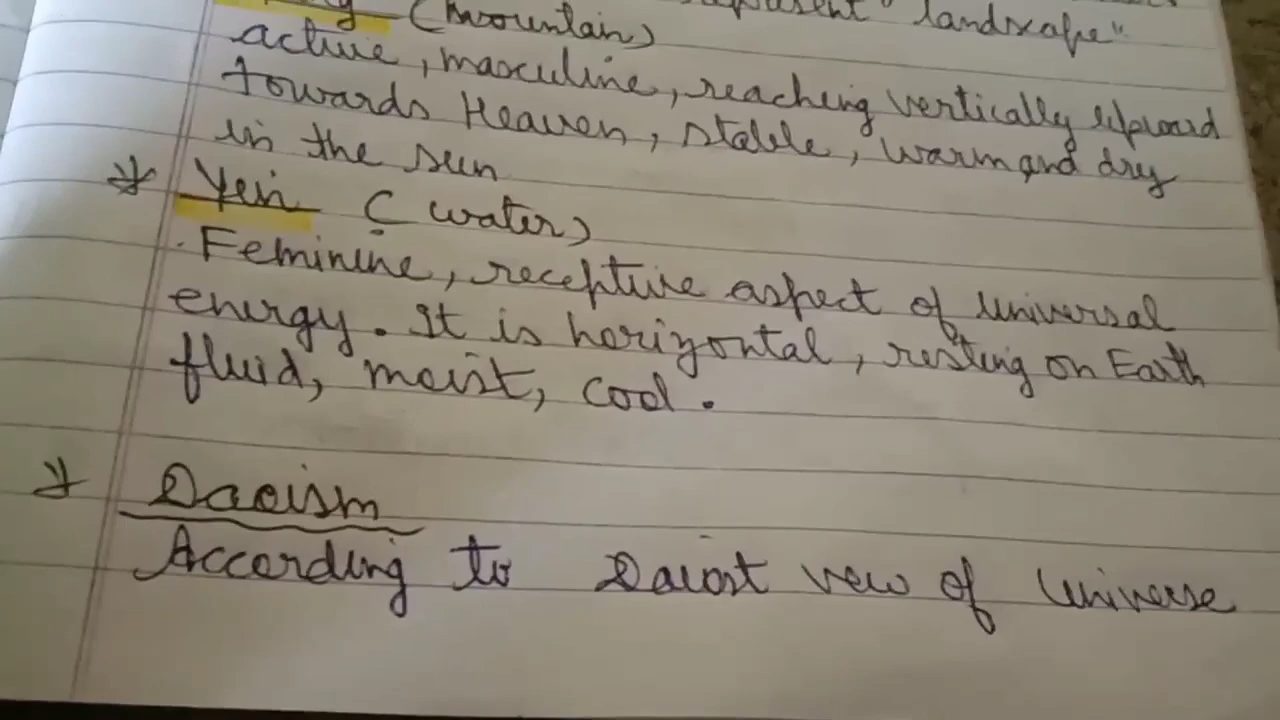 (Mountain) "landscape"
active, masculine, reaching vertically upward
towards Heaven, stable, warm and dry
in the sun
* Yein (water)
Feminine, receptive aspect of universal
energy. It is horizontal, resting on Earth
fluid, moist, cool.
* Daoism
According to Daiost view of Universe